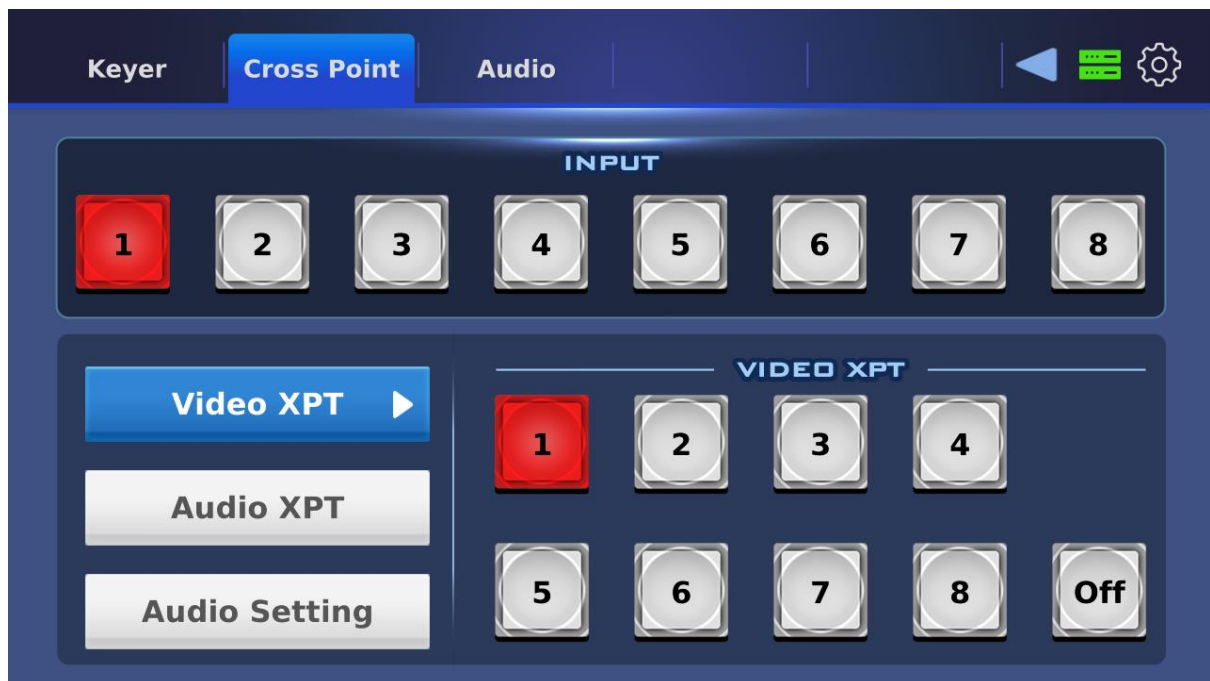 Keyer Cross Point Audio
INPUT
1 2 3 4 5 6 7 8
Video XPT
Audio XPT
Audio Setting
VIDEO XPT
1 2 3 4
5 6 7 8 Off